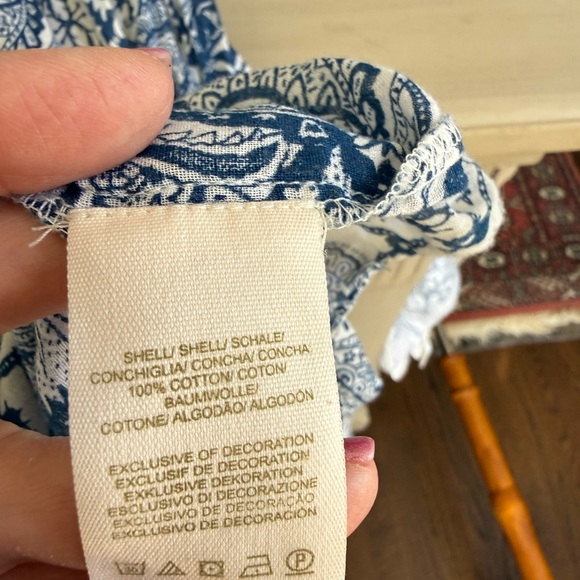 SHELL/ SHELL/ SCHALE/
CONCHIGLIA/ CONCHA/ CONCHA
100% COTTON/ COTON/
BAUMWOLLE/
COTONE/ ALGODÃO/ ALGODÓN
EXCLUSIVE OF DECORATION
EXCLUSIF DE DECORATION
EXKLUSIVE DEKORATION
ESCLUSIVO DI DECORAZIONE
EXCLUSIVO DE DECORAÇÃO
EXCLUSIVO DE DECORACIÓN
30 P